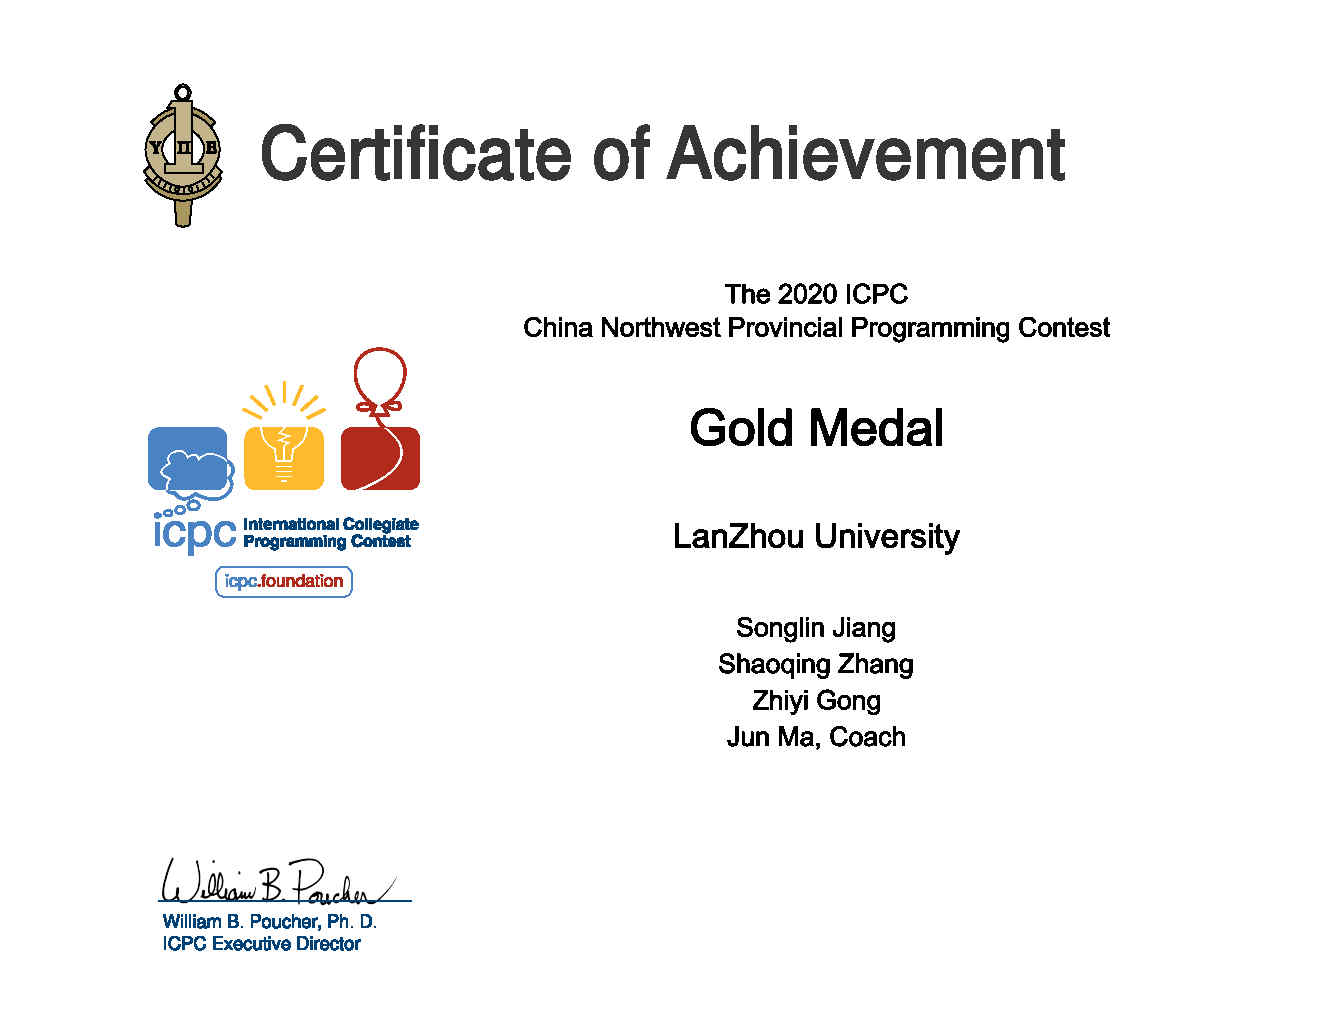 Υ Π Ε
Certificate of Achievement
The 2020 ICPC
China Northwest Provincial Programming Contest
Gold Medal
LanZhou University
Songlin Jiang
Shaoqing Zhang
Zhiyi Gong
Jun Ma, Coach
icpc International Collegiate
Programming Contest
icpc.foundation
William B. Poucher
William B. Poucher, Ph. D.
ICPC Executive Director